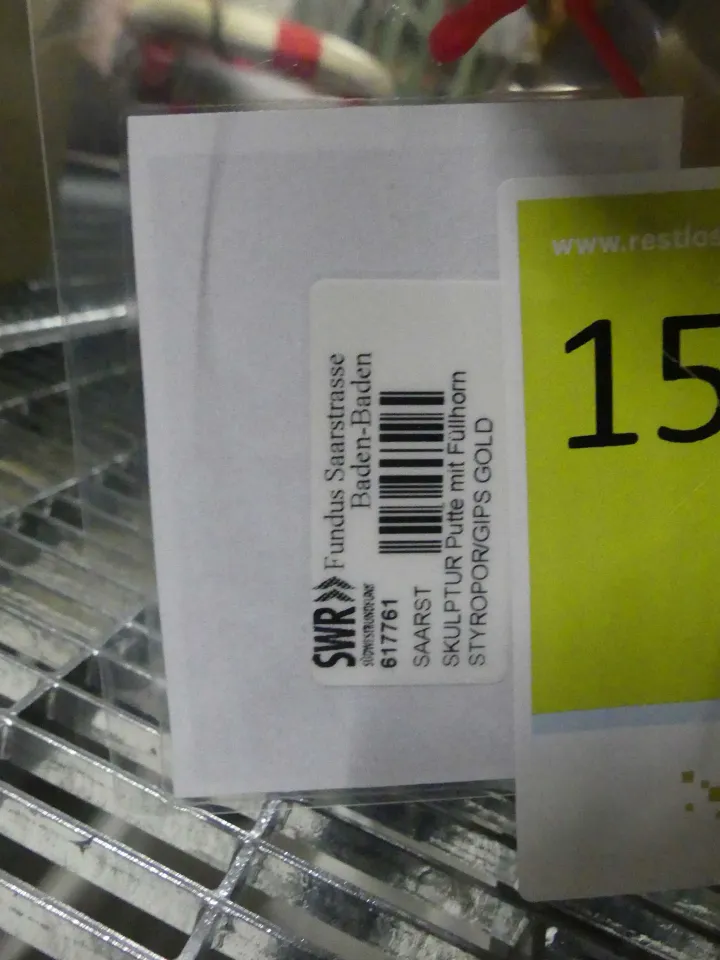 SWR» Fundus Saarstrasse
SÜDWESTRUNDFUNK Baden-Baden
617761
SAARST
SKULPTUR Putte mit Füllhorn
STYROPOR/GIPS GOLD
www.restlos
15